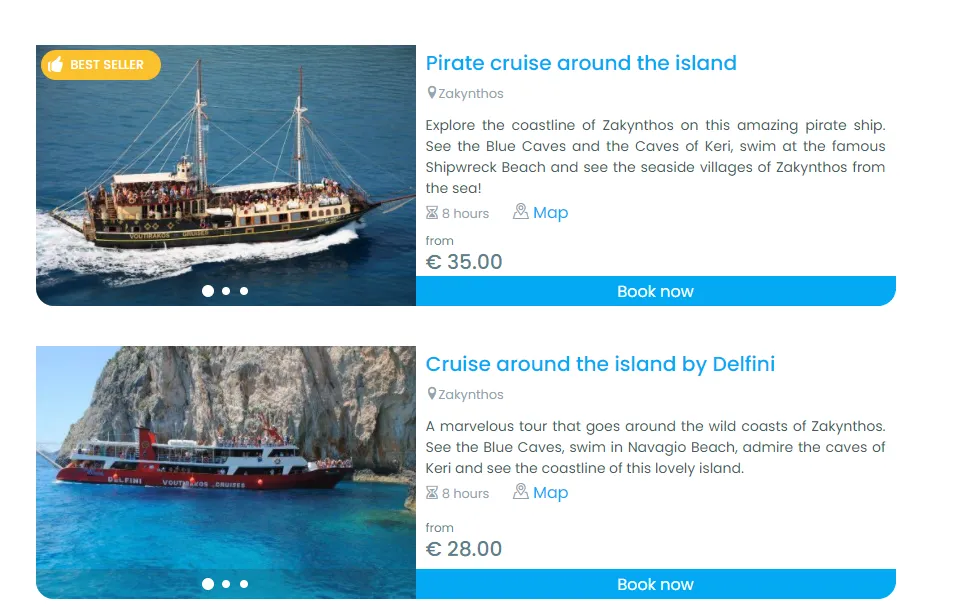 BEST SELLER
Pirate cruise around the island
Zakynthos
Explore the coastline of Zakynthos on this amazing pirate ship.
See the Blue Caves and the Caves of Keri, swim at the famous
Shipwreck Beach and see the seaside villages of Zakynthos from
the sea!
8 hours Map
from
€ 35.00
Book now
VOUTSAKOS CRUISES
Cruise around the island by Delfini
Zakynthos
A marvelous tour that goes around the wild coasts of Zakynthos.
See the Blue Caves, swim in Navagio Beach, admire the caves of
Keri and see the coastline of this lovely island.
8 hours Map
from
€ 28.00
Book now
DELFINI VOUTSAKOS CRUISES